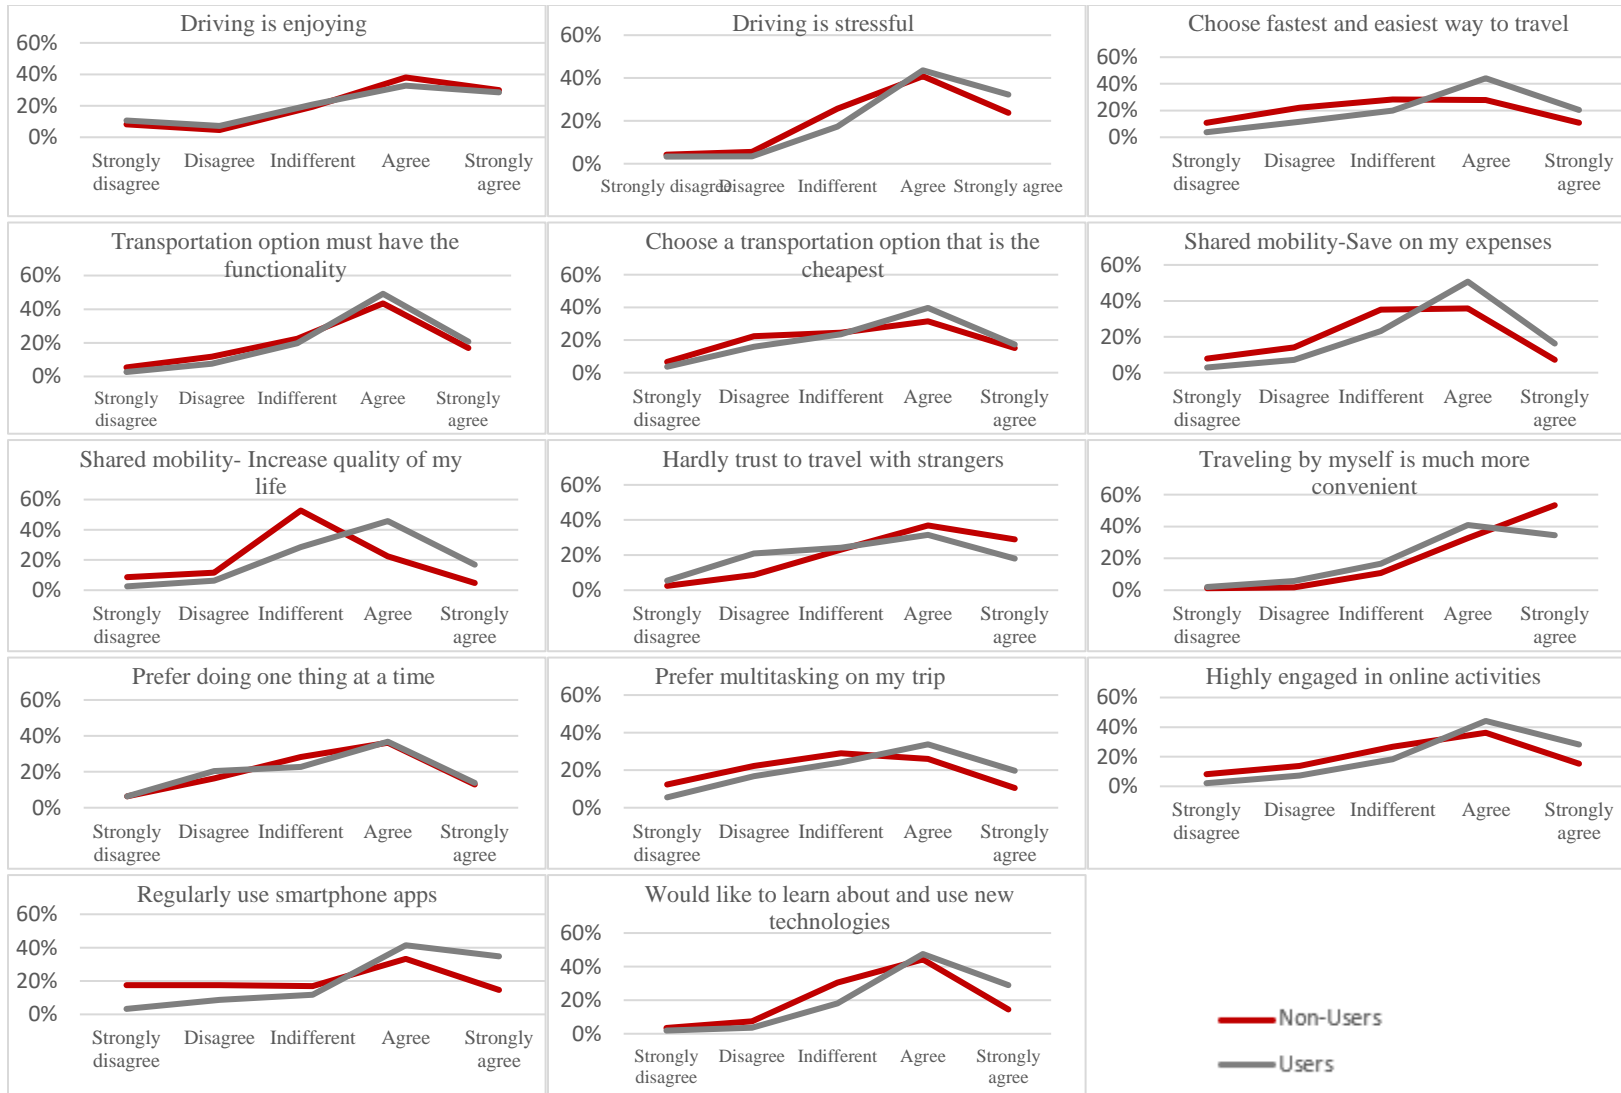 Driving is enjoying
60%
40%
20%
0%
Strongly disagree
Disagree
Indifferent
Agree
Strongly agree
Driving is stressful
60%
40%
20%
0%
Strongly disagree
Disagree
Indifferent
Agree
Strongly agree
Choose fastest and easiest way to travel
60%
40%
20%
0%
Strongly disagree
Disagree
Indifferent
Agree
Strongly agree
Transportation option must have the
functionality
60%
40%
20%
0%
Strongly disagree
Disagree
Indifferent
Agree
Strongly agree
Choose a transportation option that is the
cheapest
60%
40%
20%
0%
Strongly disagree
Disagree
Indifferent
Agree
Strongly agree
Shared mobility-Save on my expenses
60%
40%
20%
0%
Strongly disagree
Disagree
Indifferent
Agree
Strongly agree
Shared mobility- Increase quality of my
life
60%
40%
20%
0%
Strongly disagree
Disagree
Indifferent
Agree
Strongly agree
Hardly trust to travel with strangers
60%
40%
20%
0%
Strongly disagree
Disagree
Indifferent
Agree
Strongly agree
Traveling by myself is much more
convenient
60%
40%
20%
0%
Strongly disagree
Disagree
Indifferent
Agree
Strongly agree
Prefer doing one thing at a time
60%
40%
20%
0%
Strongly disagree
Disagree
Indifferent
Agree
Strongly agree
Prefer multitasking on my trip
60%
40%
20%
0%
Strongly disagree
Disagree
Indifferent
Agree
Strongly agree
Highly engaged in online activities
60%
40%
20%
0%
Strongly disagree
Disagree
Indifferent
Agree
Strongly agree
Regularly use smartphone apps
60%
40%
20%
0%
Strongly disagree
Disagree
Indifferent
Agree
Strongly agree
Would like to learn about and use new
technologies
60%
40%
20%
0%
Strongly disagree
Disagree
Indifferent
Agree
Strongly agree
Non-Users
Users